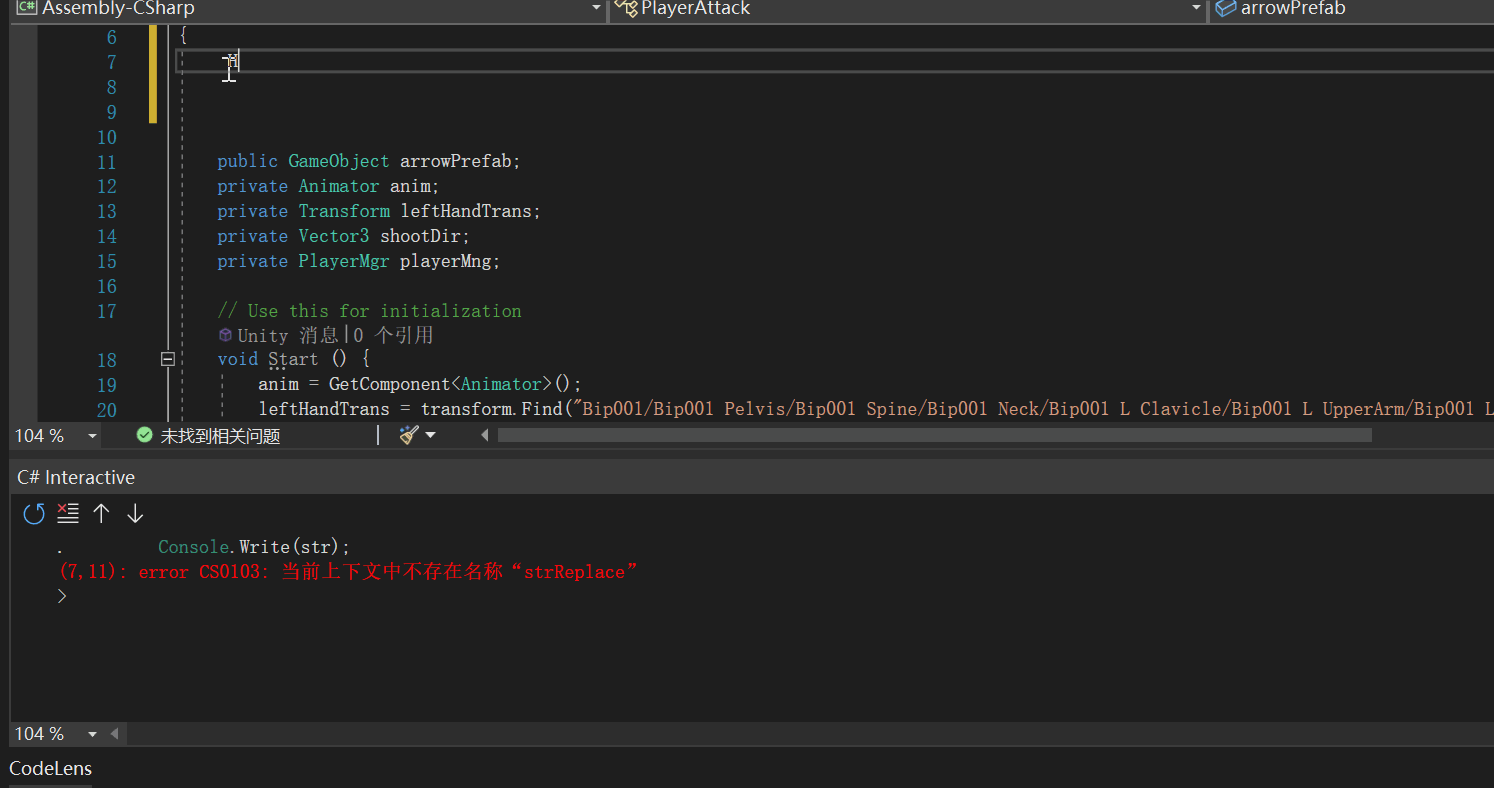 C# Assembly-CSharp PlayerAttack arrowPrefab
6 {
7 H
8
9
10
11 public GameObject arrowPrefab;
12 private Animator anim;
13 private Transform leftHandTrans;
14 private Vector3 shootDir;
15 private PlayerMgr playerMng;
16
17 // Use this for initialization
Unity 消息|0 个引用
18 void Start () {
19 anim = GetComponent<Animator>();
20 leftHandTrans = transform.Find("Bip001/Bip001 Pelvis/Bip001 Spine/Bip001 Neck/Bip001 L Clavicle/Bip001 L UpperArm/Bip001 L
104 % 未找到相关问题
C# Interactive
. Console.Write(str);
(7,11): error CS0103: 当前上下文中不存在名称“strReplace”
>
104 %
CodeLens